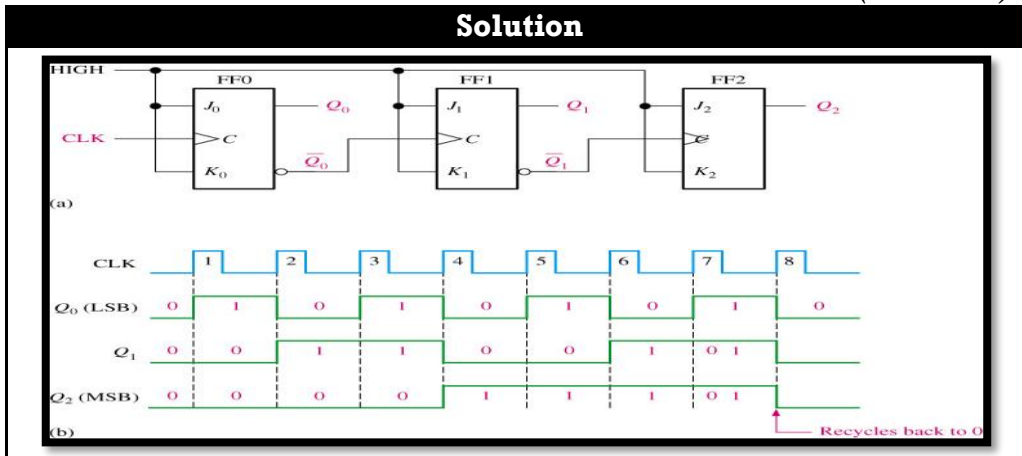 Solution
HIGH
FF0 FF1 FF2
J₀ Q₀ J₁ Q₁ J₂ Q₂
CLK C C C
K₀ Q̅₀ K₁ Q̅₁ K₂
(a)
CLK 1 2 3 4 5 6 7 8
Q₀ (LSB) 0 1 0 1 0 1 0 1 0
Q₁ 0 0 1 1 0 0 1 0 1
Q₂ (MSB) 0 0 0 0 1 1 1 0 1
(b) Recycles back to 0